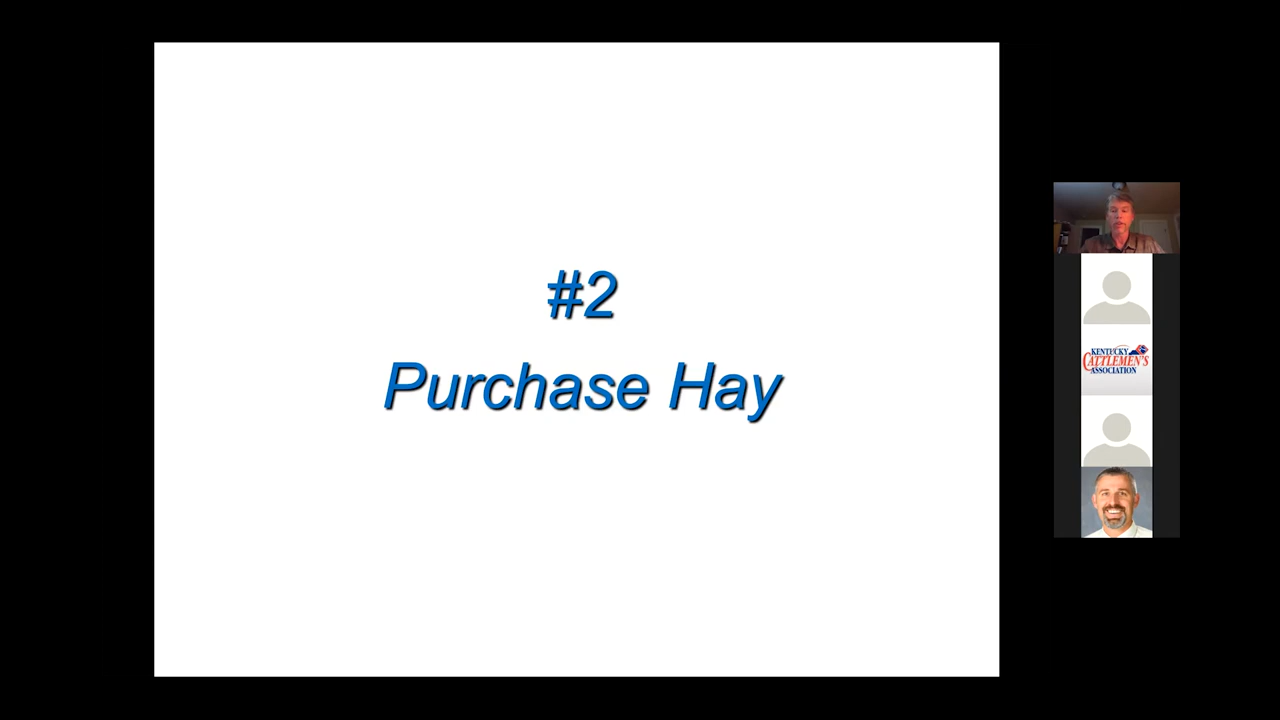 #2
Purchase Hay
KENTUCKY
CATTLEMEN'S
ASSOCIATION